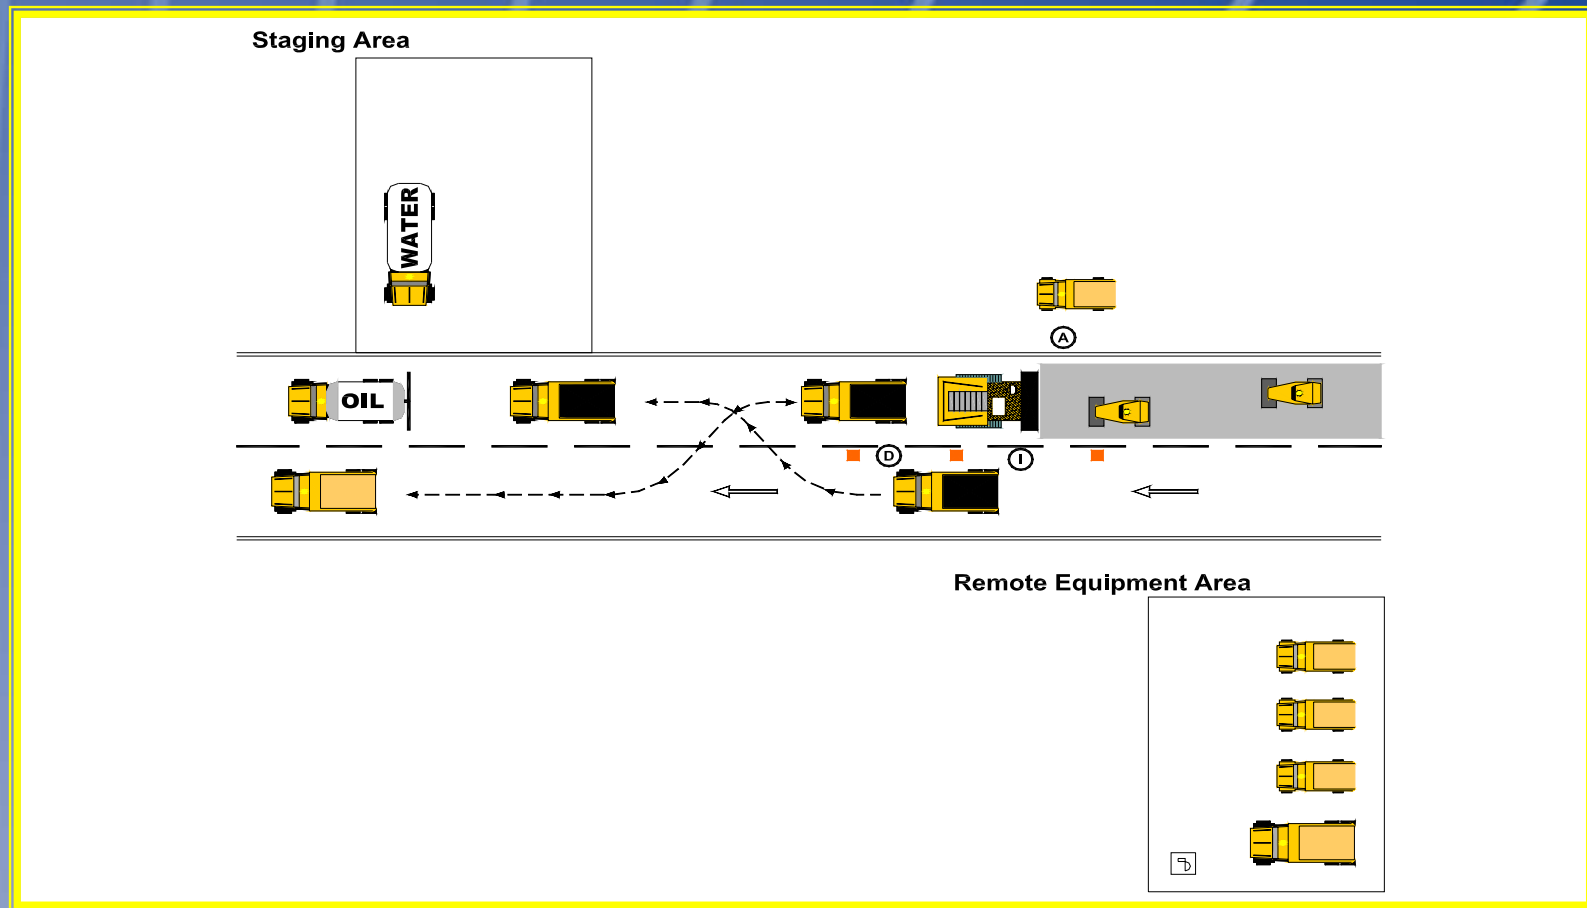 Staging Area
WATER
A
OIL
D
I
Remote Equipment Area